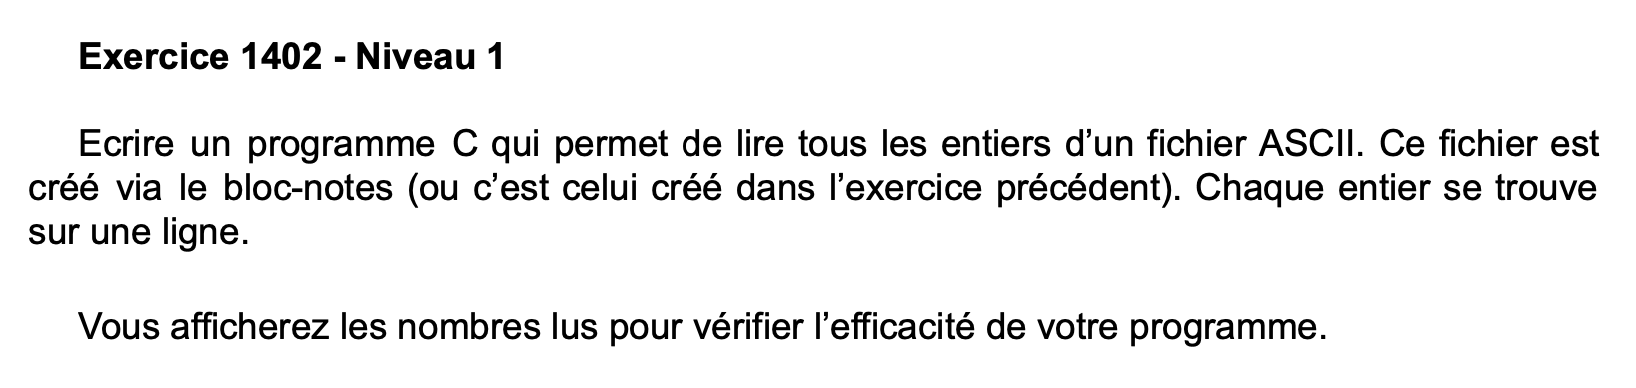 Exercice 1402 - Niveau 1
Ecrire un programme C qui permet de lire tous les entiers d’un fichier ASCII. Ce fichier est
créé via le bloc-notes (ou c’est celui créé dans l’exercice précédent). Chaque entier se trouve
sur une ligne.
Vous afficherez les nombres lus pour vérifier l’efficacité de votre programme.